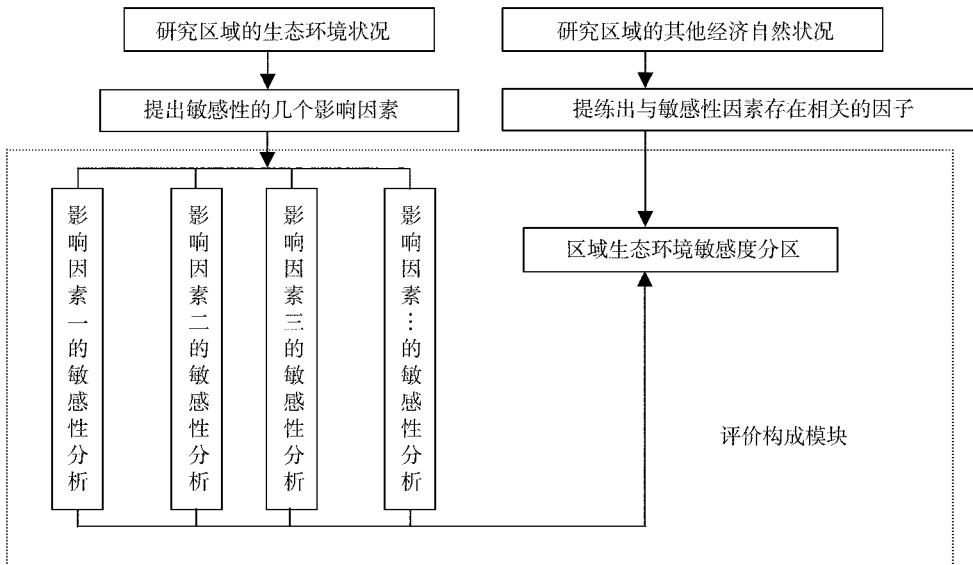 研究区域的生态环境状况
研究区域的其他经济自然状况
提出敏感性的几个影响因素
提练出与敏感性因素存在相关的因子
影响因素一的敏感性分析
影响因素二的敏感性分析
影响因素三的敏感性分析
影响因素…的敏感性分析
区域生态环境敏感度分区
评价构成模块